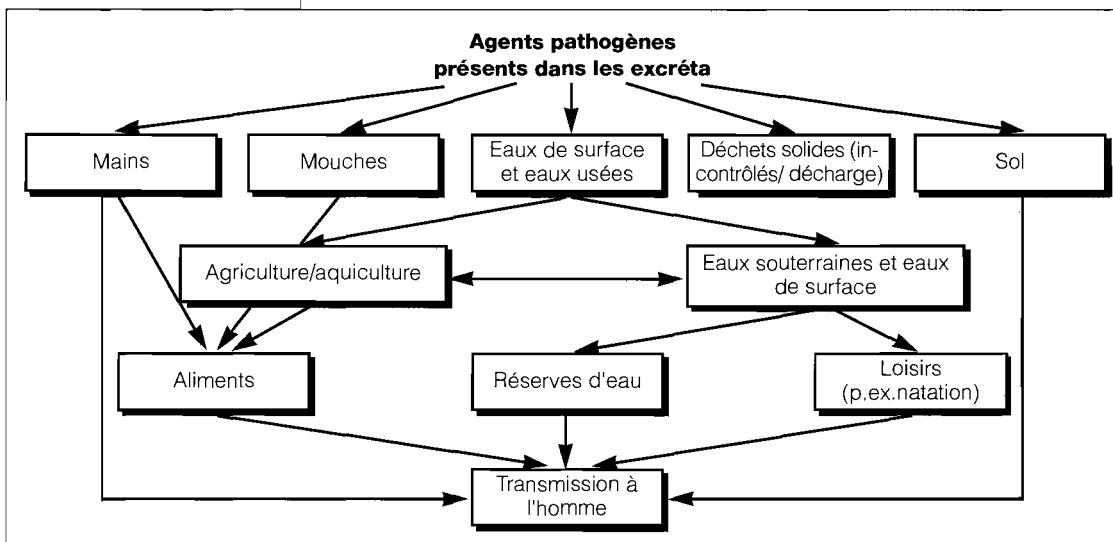 Agents pathogènes
présents dans les excréta
Mains
Mouches
Eaux de surface
et eaux usées
Déchets solides (in-
contrôlés/ décharge)
Sol
Agriculture/aquiculture
Eaux souterraines et eaux
de surface
Aliments
Réserves d'eau
Loisirs
(p.ex.natation)
Transmission à
l'homme